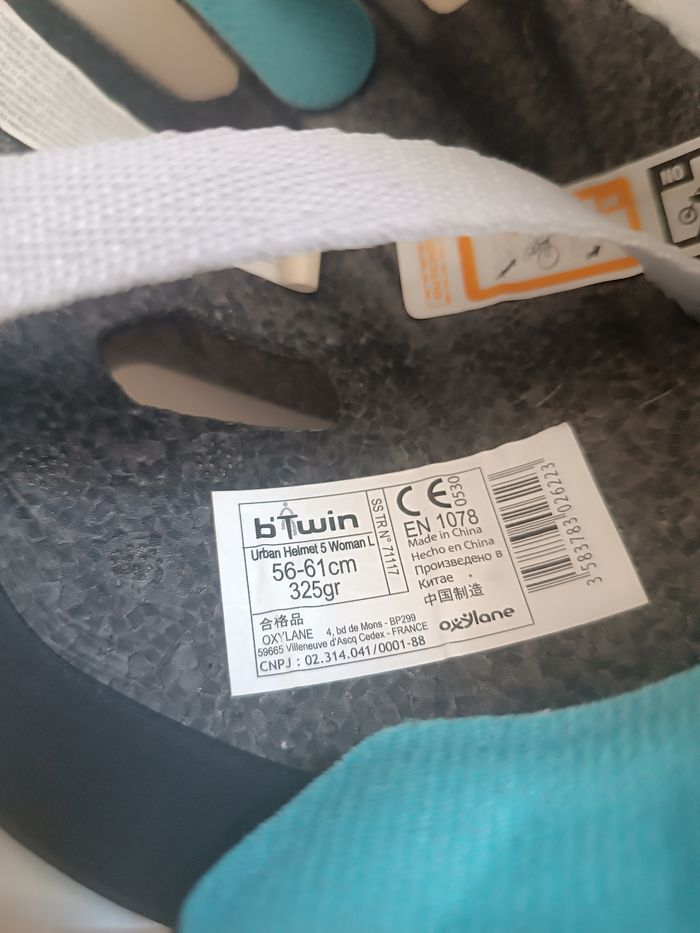 NO
b'Twin
Urban Helmet 5 Woman L
56-61cm
325gr
SS TR N° 71117
CE 0530
EN 1078
Made in China
Hecho en China
Произведено в
Китае
中国制造
3583783026223
合格品
OXYLANE 4, bd de Mons - BP299
59665 Villeneuve d'Ascq Cedex - FRANCE
CNPJ : 02.314.041/0001-88
oxylane